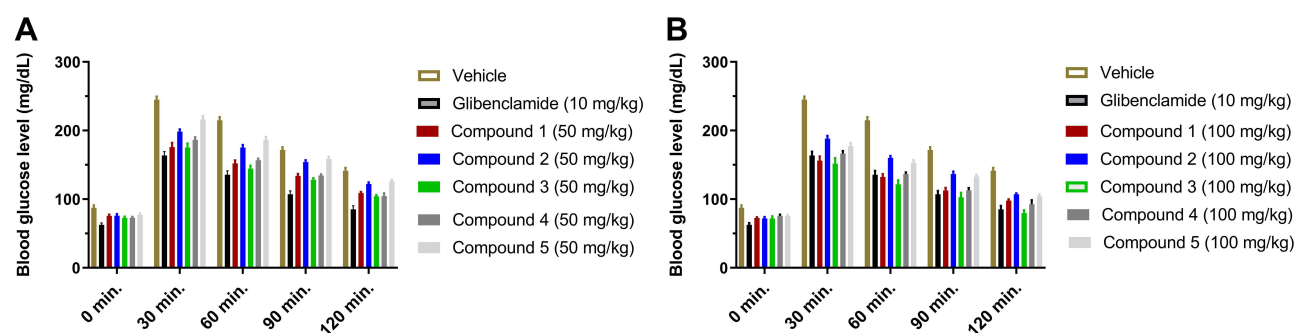 A
Blood glucose level (mg/dL)
300
200
100
0
0 min.
30 min.
60 min.
90 min.
120 min.
Vehicle
Glibenclamide (10 mg/kg)
Compound 1 (50 mg/kg)
Compound 2 (50 mg/kg)
Compound 3 (50 mg/kg)
Compound 4 (50 mg/kg)
Compound 5 (50 mg/kg)
B
Blood glucose level (mg/dL)
300
200
100
0
0 min.
30 min.
60 min.
90 min.
120 min.
Vehicle
Glibenclamide (10 mg/kg)
Compound 1 (100 mg/kg)
Compound 2 (100 mg/kg)
Compound 3 (100 mg/kg)
Compound 4 (100 mg/kg)
Compound 5 (100 mg/kg)